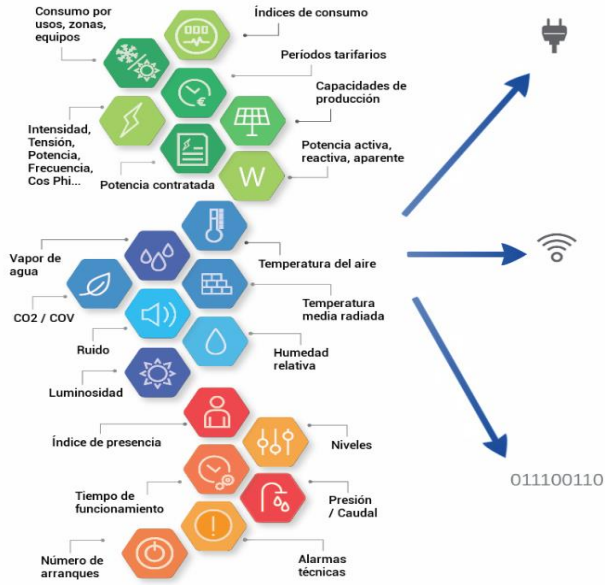 Consumo por
usos, zonas,
equipos
Índices de consumo
Períodos tarifarios
Capacidades de
producción
Intensidad,
Tensión,
Potencia,
Frecuencia,
Cos Phi...
Potencia contratada
Potencia activa,
reactiva, aparente
W
Vapor de
agua
Temperatura del aire
CO2 / COV
Temperatura
media radiada
Ruido
Humedad
relativa
Luminosidad
Índice de presencia
Niveles
Tiempo de
funcionamiento
Presión
/ Caudal
Número de
arranques
Alarmas
técnicas
011100110